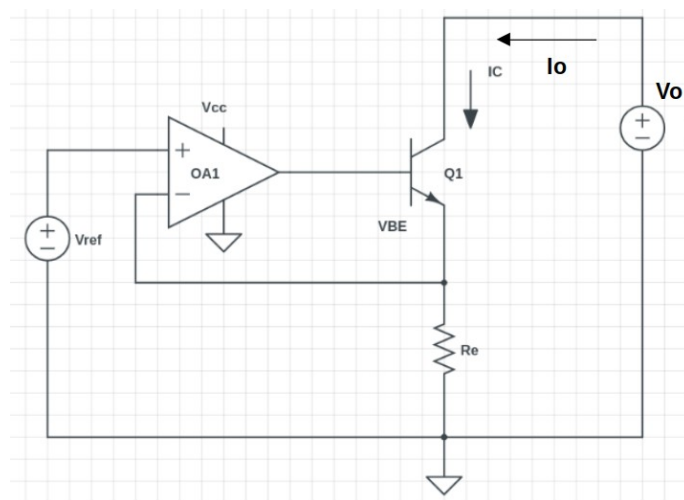 Io
IC
Vo
+
−
Vcc
+
OA1
−
Q1
VBE
+
−
Vref
Re